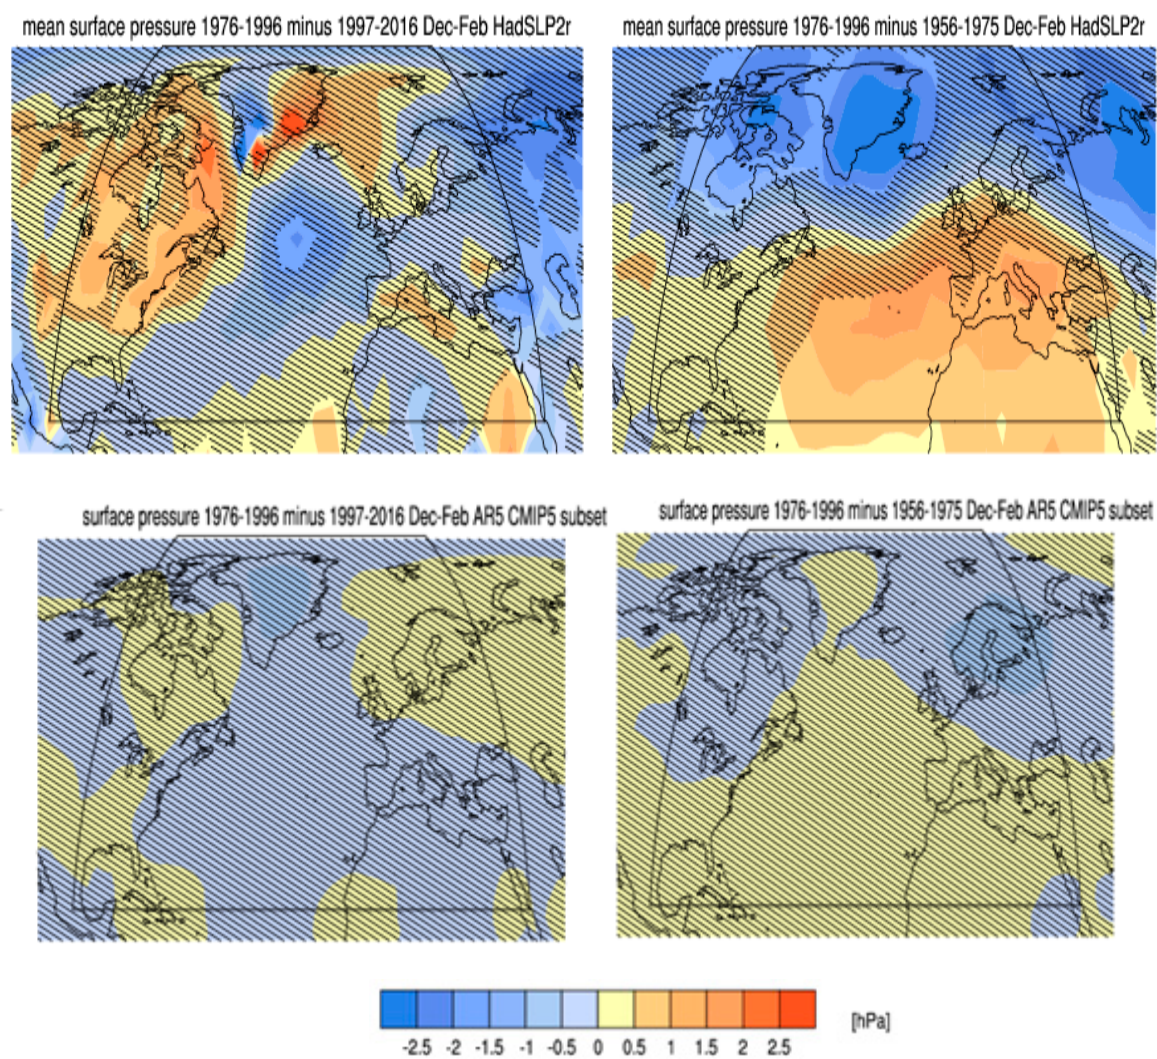 mean surface pressure 1976-1996 minus 1997-2016 Dec-Feb HadSLP2r
mean surface pressure 1976-1996 minus 1956-1975 Dec-Feb HadSLP2r
surface pressure 1976-1996 minus 1997-2016 Dec-Feb AR5 CMIP5 subset
surface pressure 1976-1996 minus 1956-1975 Dec-Feb AR5 CMIP5 subset
[hPa]
-2.5 -2 -1.5 -1 -0.5 0 0.5 1 1.5 2 2.5